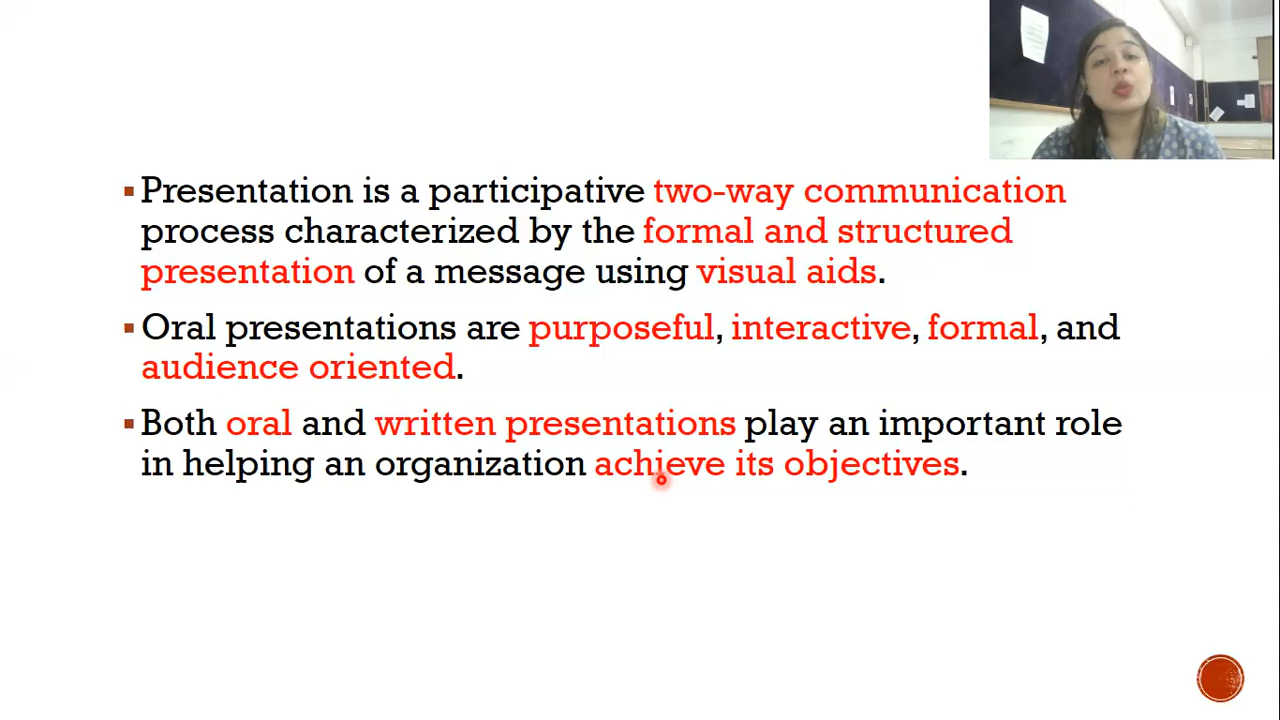 Presentation is a participative two-way communication
process characterized by the formal and structured
presentation of a message using visual aids.
Oral presentations are purposeful, interactive, formal, and
audience oriented.
Both oral and written presentations play an important role
in helping an organization achieve its objectives.